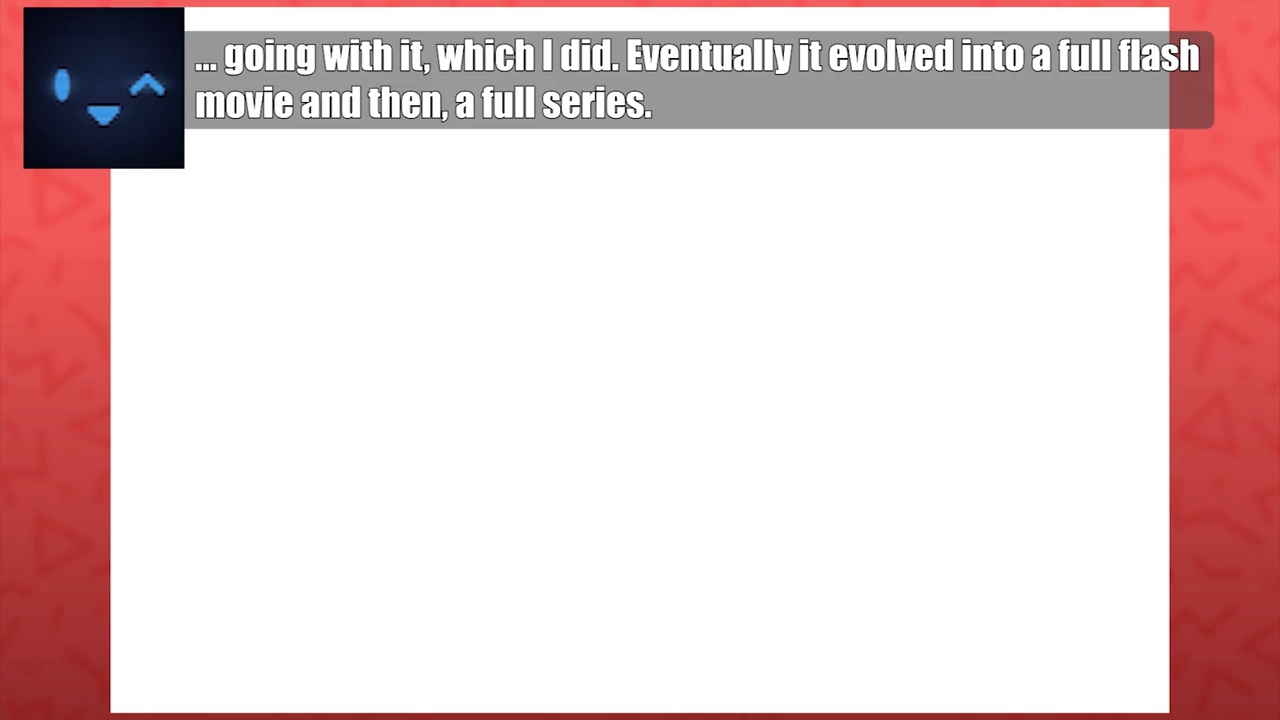 ... going with it, which I did. Eventually it evolved into a full flash
movie and then, a full series.